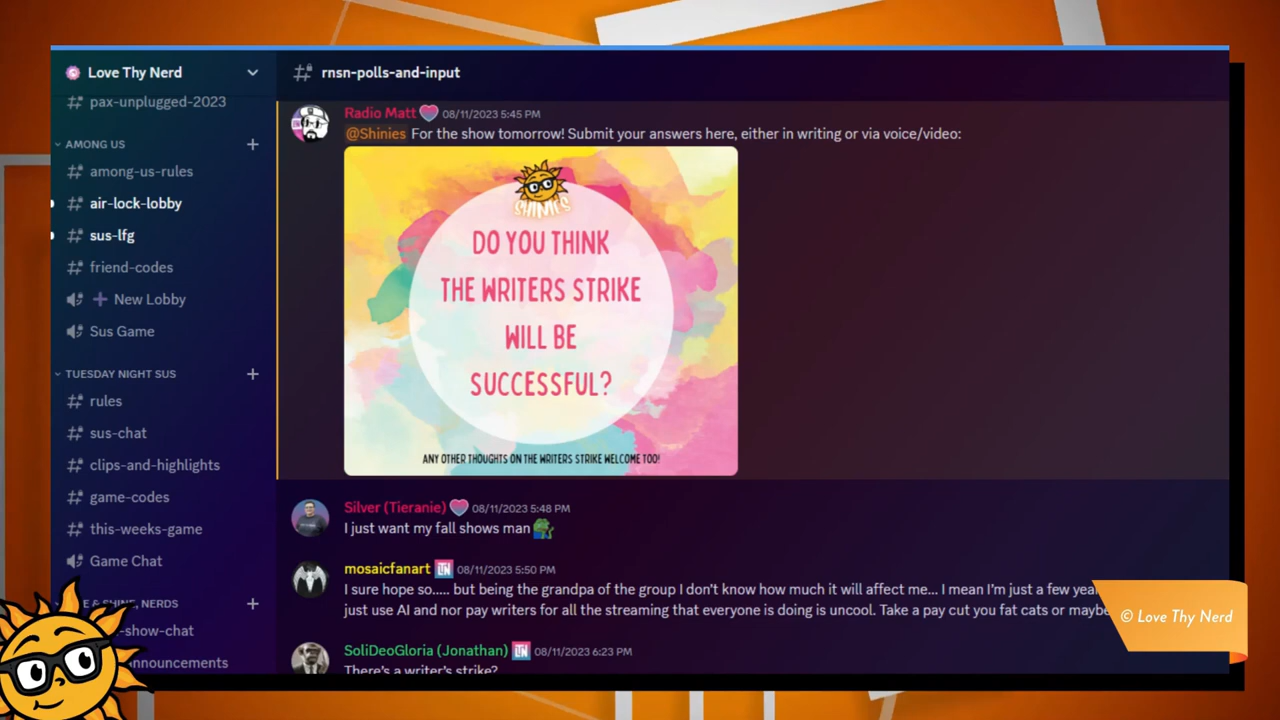 Love Thy Nerd
pax-unplugged-2023
AMONG US
among-us-rules
air-lock-lobby
sus-lfg
friend-codes
New Lobby
Sus Game
TUESDAY NIGHT SUS
rules
sus-chat
clips-and-highlights
game-codes
this-weeks-game
Game Chat
E & SHINE, NERDS
-show-chat
nnouncements
rnsn-polls-and-input
Radio Matt 08/11/2023 5:45 PM
@Shinies For the show tomorrow! Submit your answers here, either in writing or via voice/video:
SHINIES
DO YOU THINK
THE WRITERS STRIKE
WILL BE
SUCCESSFUL?
ANY OTHER THOUGHTS ON THE WRITERS STRIKE WELCOME TOO!
Silver (Tieranie) 08/11/2023 5:48 PM
I just want my fall shows man
mosaicfanart LTN 08/11/2023 5:50 PM
I sure hope so..... but being the grandpa of the group I don't know how much it will affect me... I mean I'm just a few year
just use AI and nor pay writers for all the streaming that everyone is doing is uncool. Take a pay cut you fat cats or maybe
SoliDeoGloria (Jonathan) LTN 08/11/2023 6:23 PM
There's a writer's strike?
© Love Thy Nerd